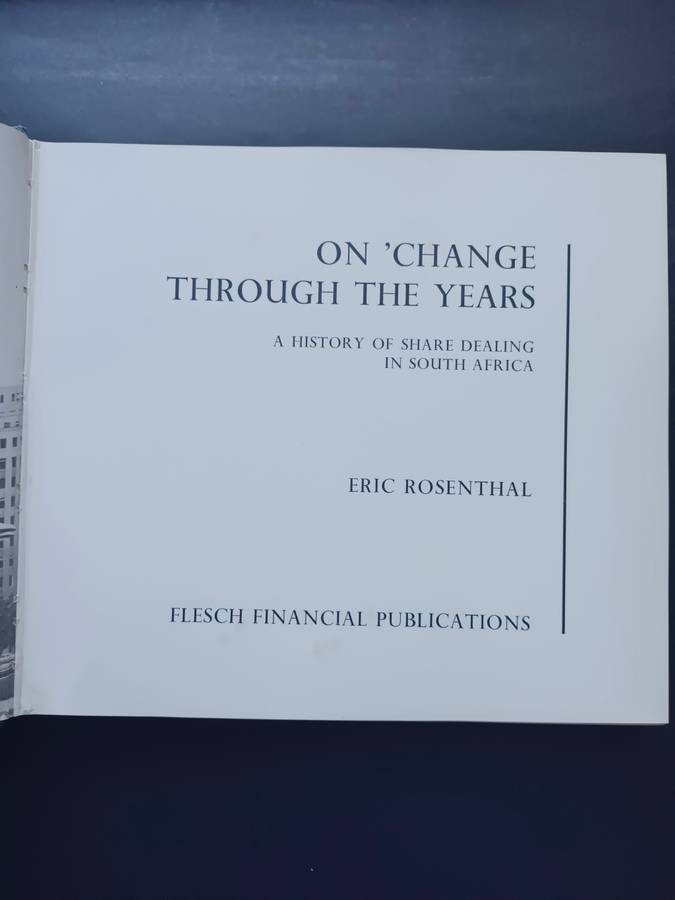 ON ’CHANGE
THROUGH THE YEARS
A HISTORY OF SHARE DEALING
IN SOUTH AFRICA
ERIC ROSENTHAL
FLESCH FINANCIAL PUBLICATIONS